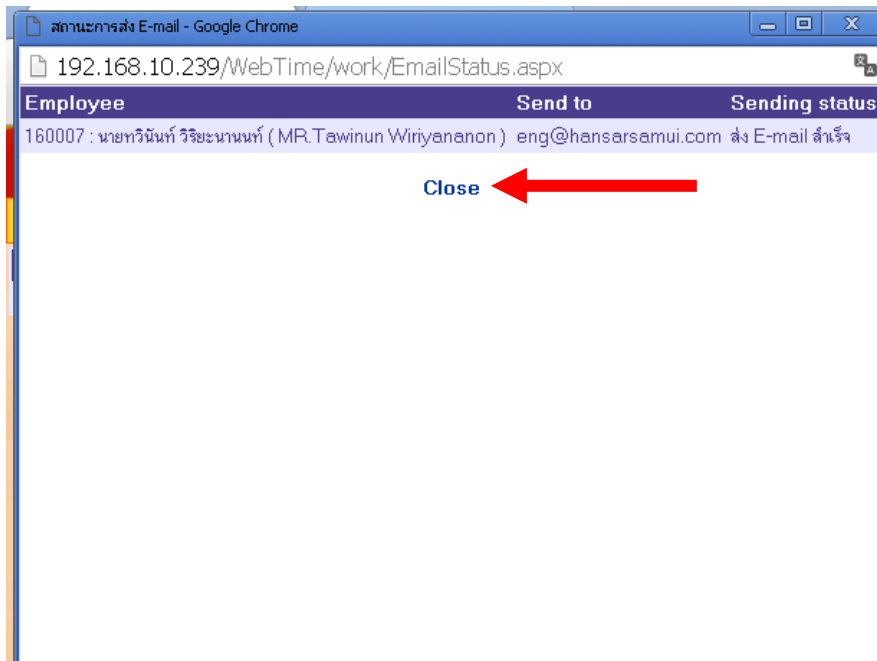 สถานะการส่ง E-mail - Google Chrome
192.168.10.239/WebTime/work/EmailStatus.aspx
Employee Send to Sending status
160007 : นายทวินันท์ วิริยะนานนท์ ( MR.Tawinun Wiriyananon ) eng@hansarsamui.com ส่ง E-mail สำเร็จ
Close